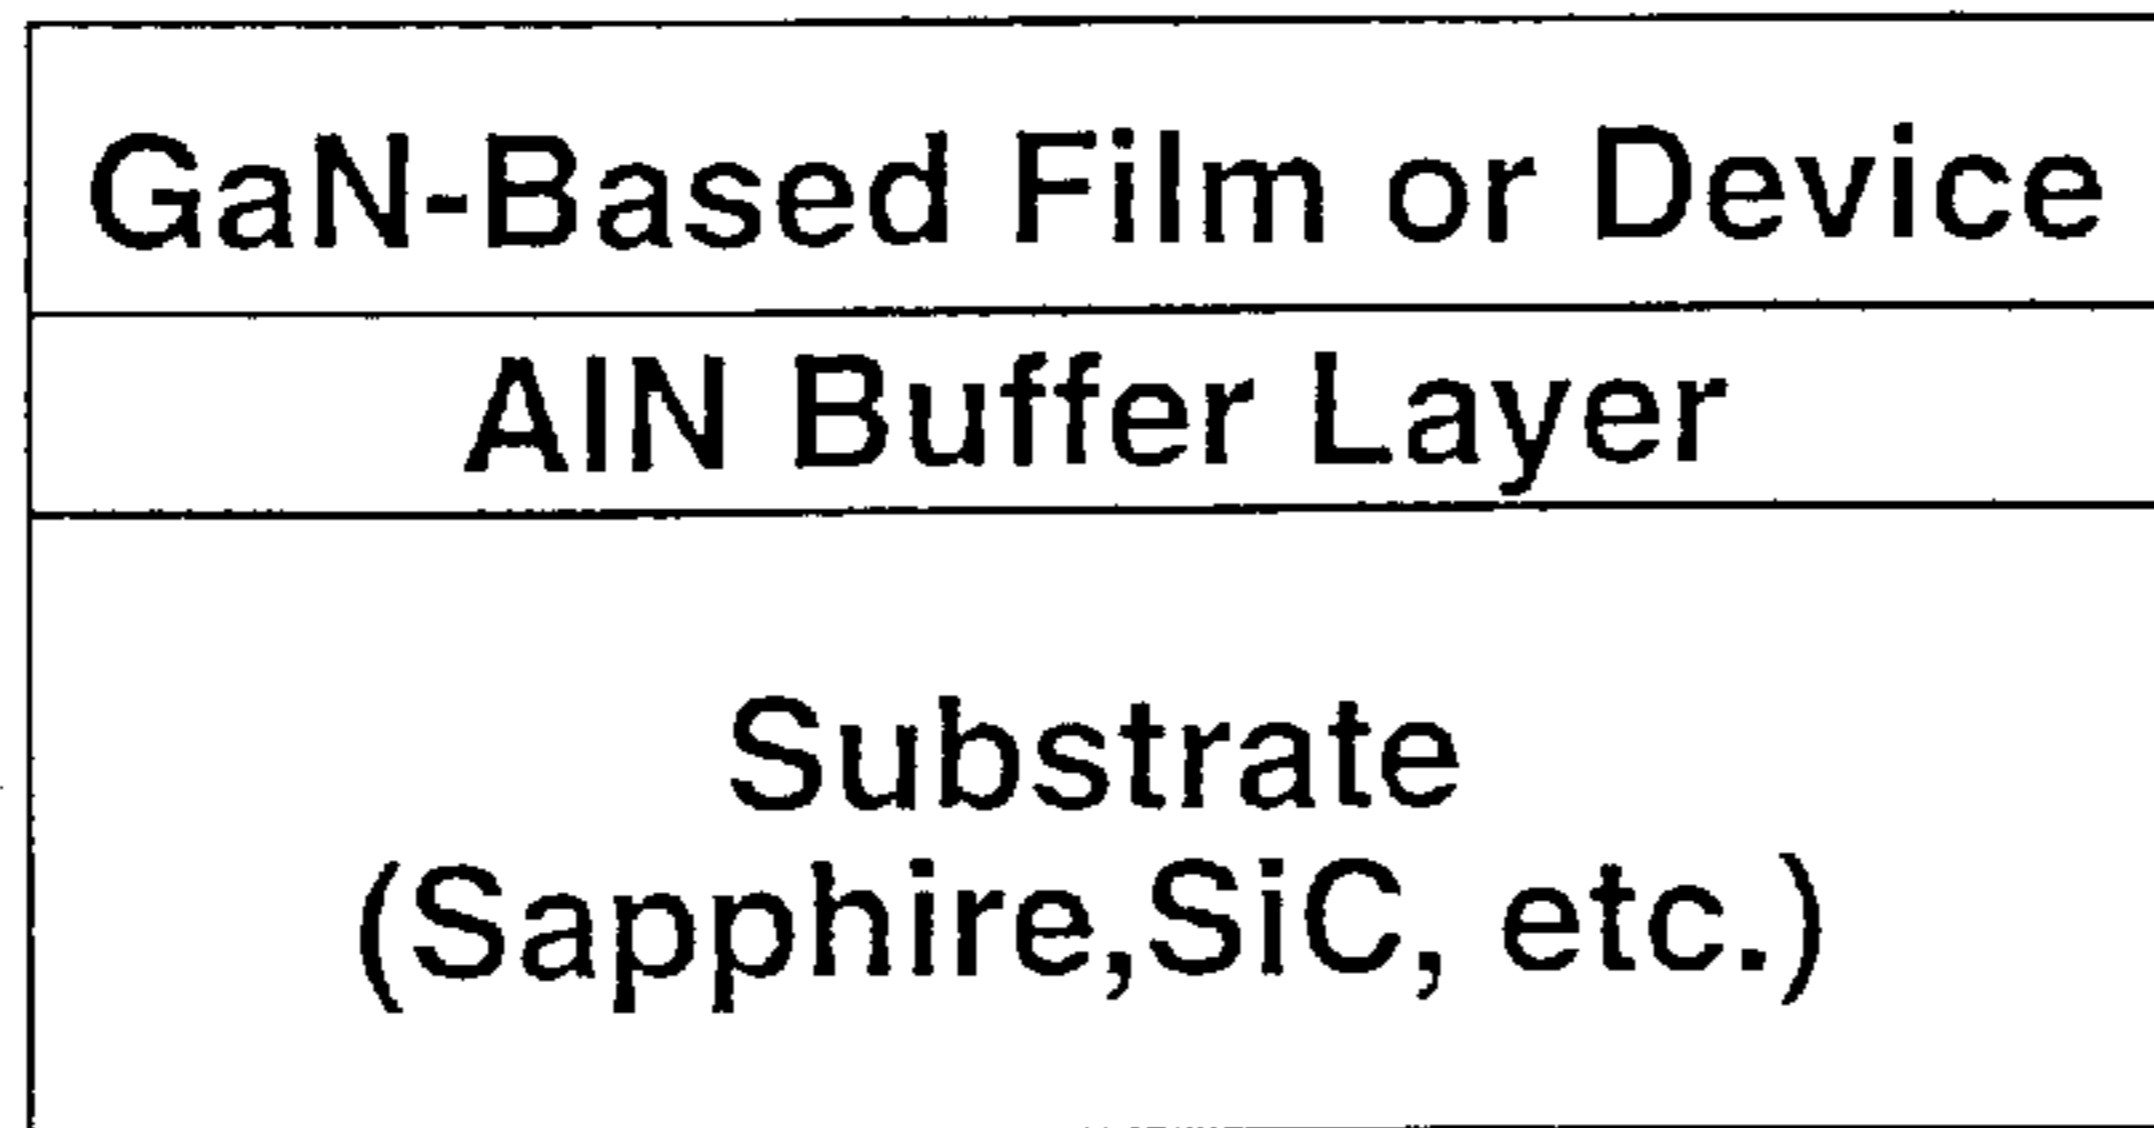 GaN-Based Film or Device
AlN Buffer Layer
Substrate
(Sapphire,SiC, etc.)